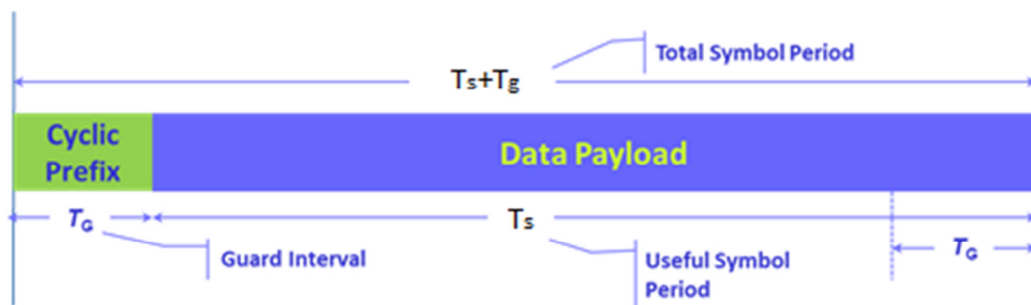 Total Symbol Period
Ts+Tg
Cyclic
Prefix
Data Payload
TG
Ts
TG
Guard Interval
Useful Symbol
Period